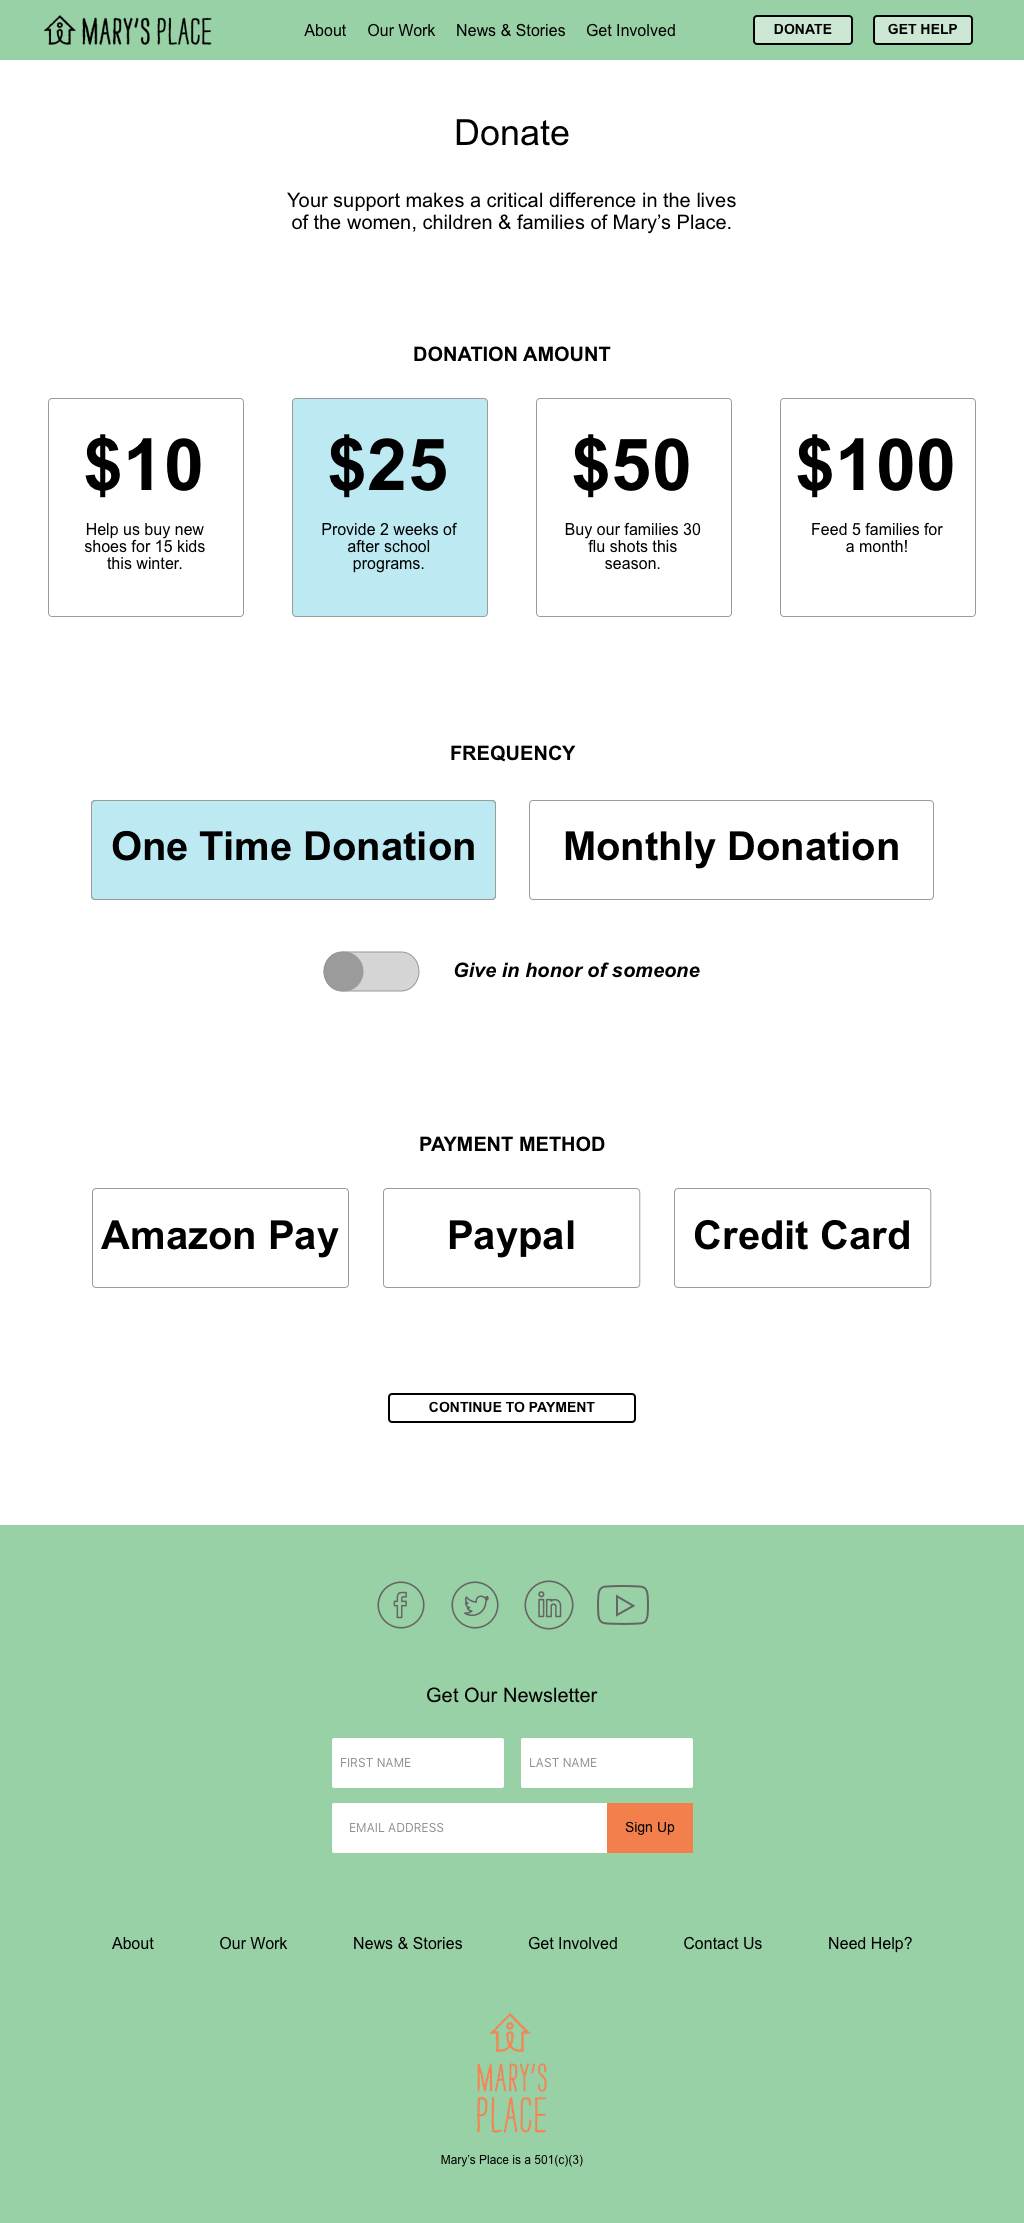 MARY'S PLACE
About
Our Work
News & Stories
Get Involved
DONATE
GET HELP
Donate
Your support makes a critical difference in the lives
of the women, children & families of Mary's Place.
DONATION AMOUNT
$10
Help us buy new
shoes for 15 kids
this winter.
$25
Provide 2 weeks of
after school
programs.
$50
Buy our families 30
flu shots this
season.
$100
Feed 5 families for
a month!
FREQUENCY
One Time Donation
Monthly Donation
Give in honor of someone
PAYMENT METHOD
Amazon Pay
Paypal
Credit Card
CONTINUE TO PAYMENT
f
in
Get Our Newsletter
FIRST NAME
LAST NAME
EMAIL ADDRESS
Sign Up
About
Our Work
News & Stories
Get Involved
Contact Us
Need Help?
MARY'S
PLACE
Mary's Place is a 501(c)(3)